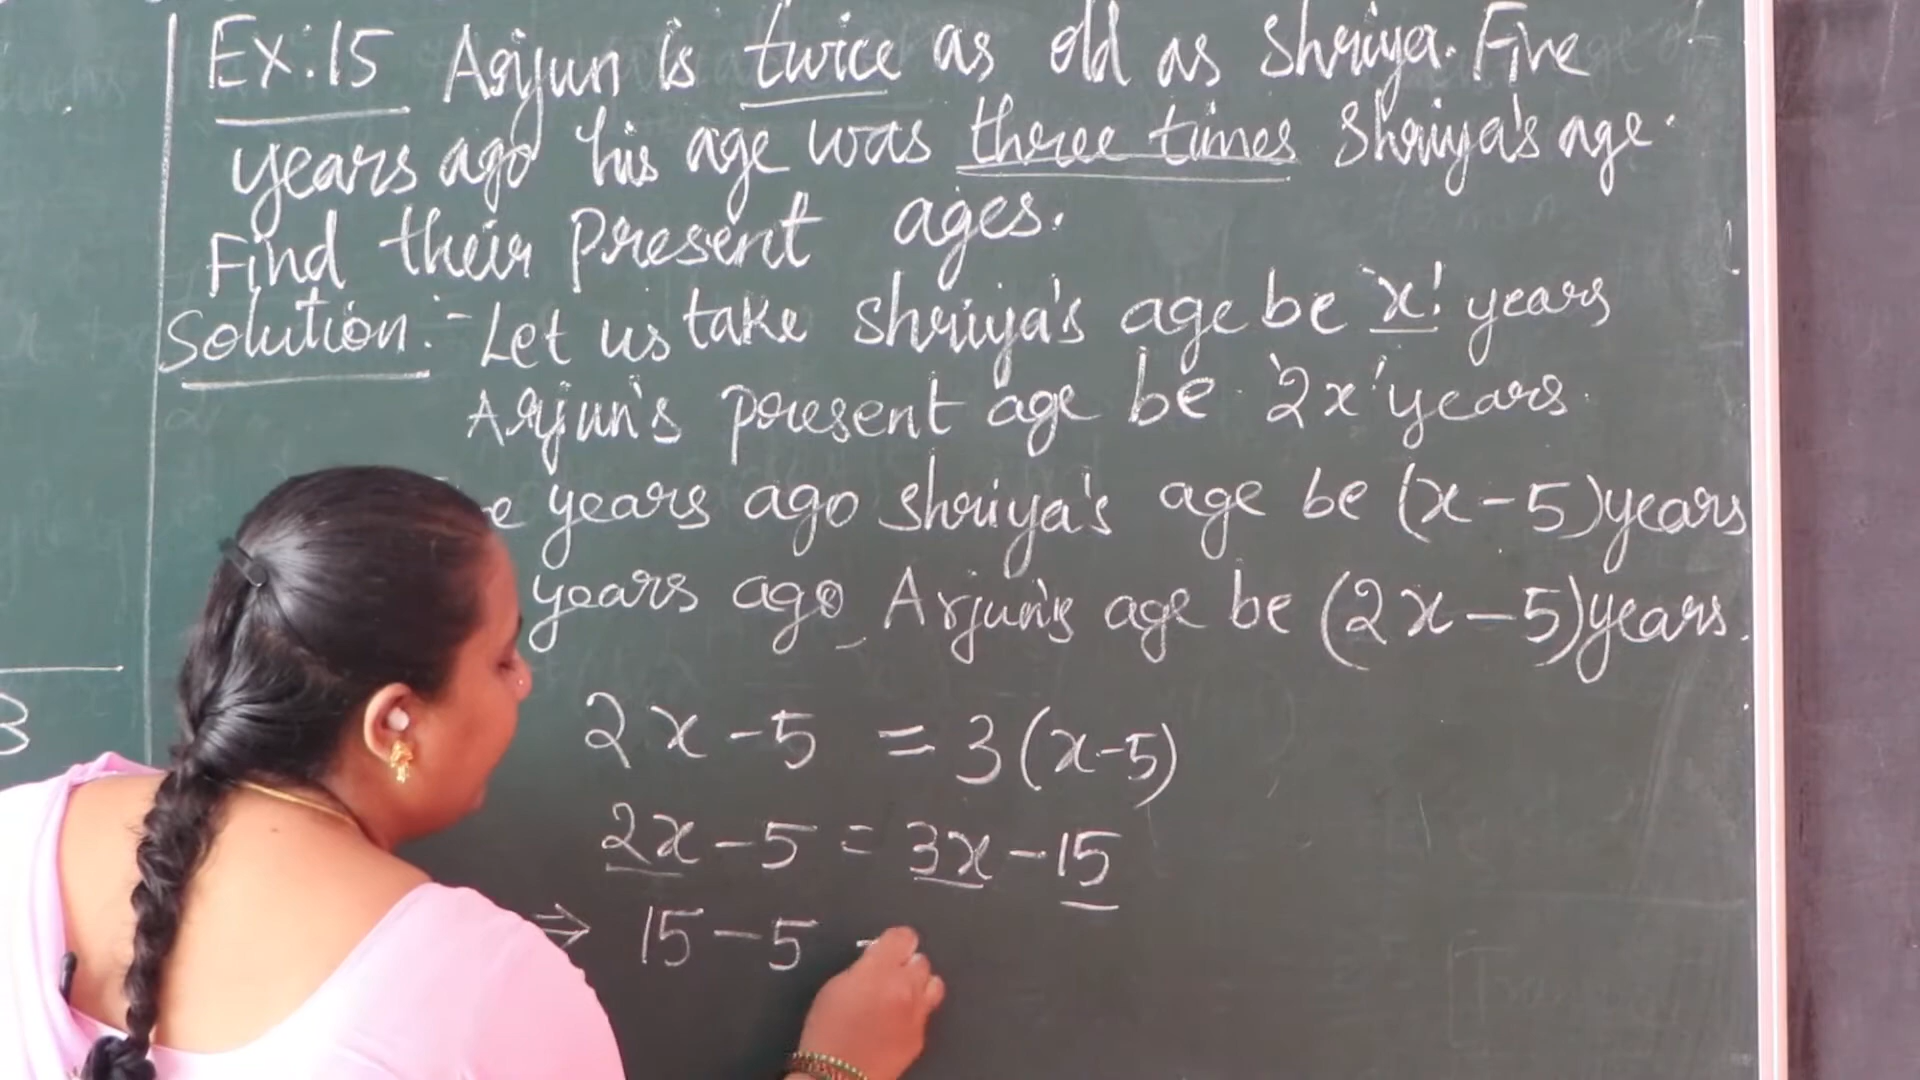 Ex:15 Arjun is twice as old as Shriya. Five
years ago his age was three times Shriya's age.
Find their present ages.
Solution:- Let us take Shriya's age be 'x' years
Arjun's present age be '2x' years.
years ago Shriya's age be (x-5) years
years ago Arjun's age be (2x-5) years.
2x-5 = 3(x-5)
2x-5 = 3x-15
⇒ 15-5
3